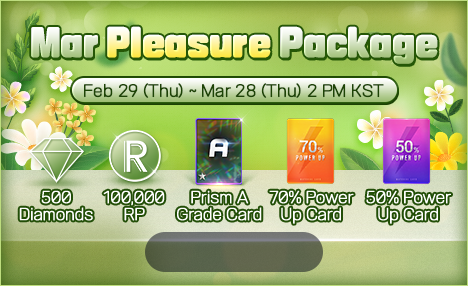 Mar Pleasure Package
Feb 29 (Thu) ~ Mar 28 (Thu) 2 PM KST
R
A
70%
POWER UP
50%
POWER UP
500
Diamonds
100,000
RP
Prism A
Grade Card
70% Power
Up Card
50% Power
Up Card